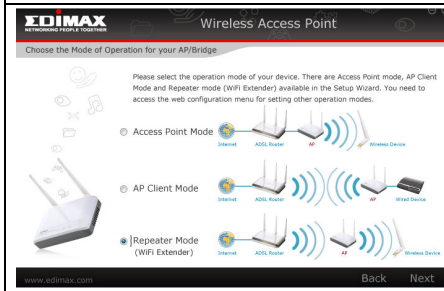 EDIMAX
NETWORKING PEOPLE TOGETHER
Wireless Access Point
Choose the Mode of Operation for your AP/Bridge
Please select the operation mode of your device. There are Access Point mode, AP Client
Mode and Repeater mode (WiFi Extender) available in the Setup Wizard. You need to
access the web configuration menu for setting other operation modes.
Access Point Mode
Internet ADSL Router AP Wireless Device
AP Client Mode
Internet ADSL Router AP Wired Device
Repeater Mode
(WiFi Extender)
Internet ADSL Router AP Wireless Device
www.edimax.com
Back Next